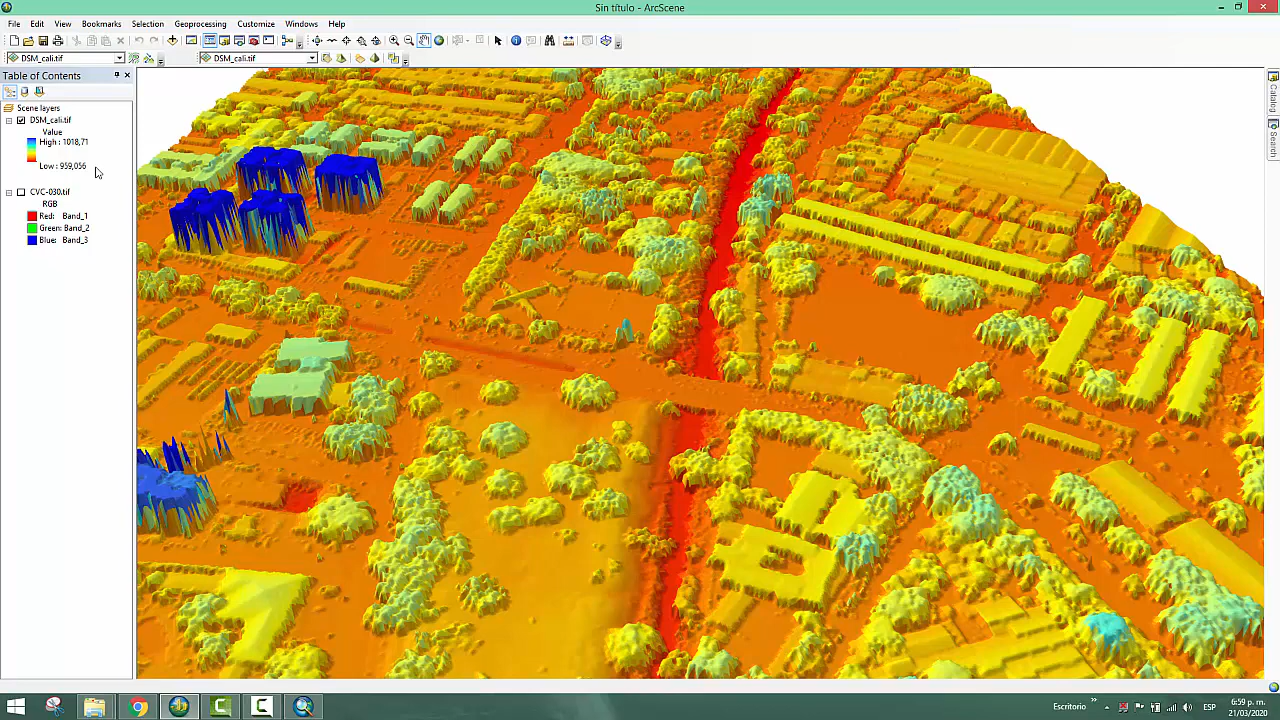 Sin título - ArcScene
File Edit View Bookmarks Selection Geoprocessing Customize Windows Help
DSM_cali.tif DSM_cali.tif
Table of Contents
Scene layers
DSM_cali.tif
Value
High : 1018,71
Low : 959,056
CVC-030.tif
RGB
Red: Band_1
Green: Band_2
Blue: Band_3
Catalog
Search
Escritorio
ESP
6:59 p. m.
21/03/2020